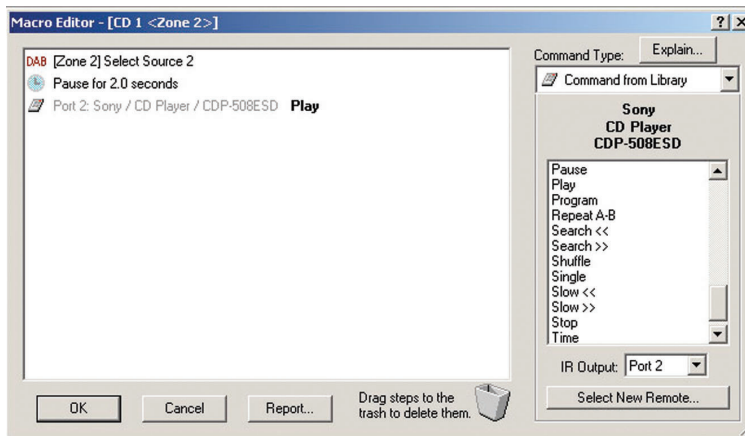 Macro Editor - [CD 1 <Zone 2>]
DAB [Zone 2] Select Source 2
Pause for 2.0 seconds
Port 2: Sony / CD Player / CDP-508ESD Play
OK
Cancel
Report...
Drag steps to the
trash to delete them.
Command Type:
Explain...
Command from Library
Sony
CD Player
CDP-508ESD
Pause
Play
Program
Repeat A-B
Search <<
Search >>
Shuffle
Single
Slow <<
Slow >>
Stop
Time
IR Output: Port 2
Select New Remote...